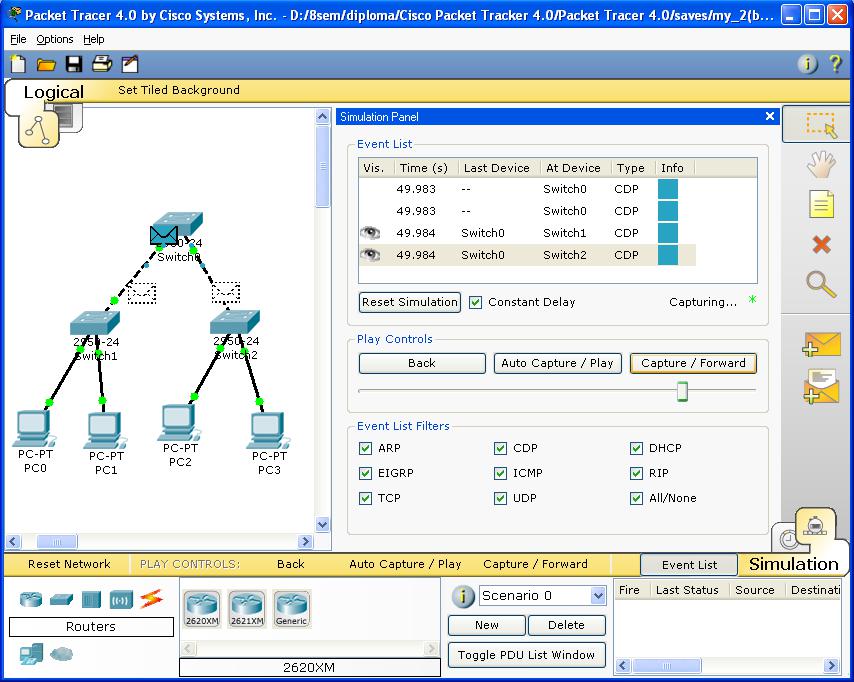 Packet Tracer 4.0 by Cisco Systems, Inc. - D:/8sem/diploma/Cisco Packet Tracker 4.0/Packet Tracer 4.0/saves/my_2(b...
File Options Help
Logical
Set Tiled Background
Simulation Panel
Event List
Vis. Time (s) Last Device At Device Type Info
49.983 -- Switch0 CDP
49.983 -- Switch0 CDP
49.984 Switch0 Switch1 CDP
49.984 Switch0 Switch2 CDP
Reset Simulation Constant Delay Capturing... *
Play Controls
Back Auto Capture / Play Capture / Forward
Event List Filters
ARP CDP DHCP
EIGRP ICMP RIP
TCP UDP All/None
2950-24
Switch0
2950-24
Switch1
2950-24
Switch2
PC-PT
PC0
PC-PT
PC1
PC-PT
PC2
PC-PT
PC3
Reset Network PLAY CONTROLS: Back Auto Capture / Play Capture / Forward Event List Simulation
Routers
2620XM 2621XM Generic
2620XM
Scenario 0
New Delete
Toggle PDU List Window
Fire Last Status Source Destinati